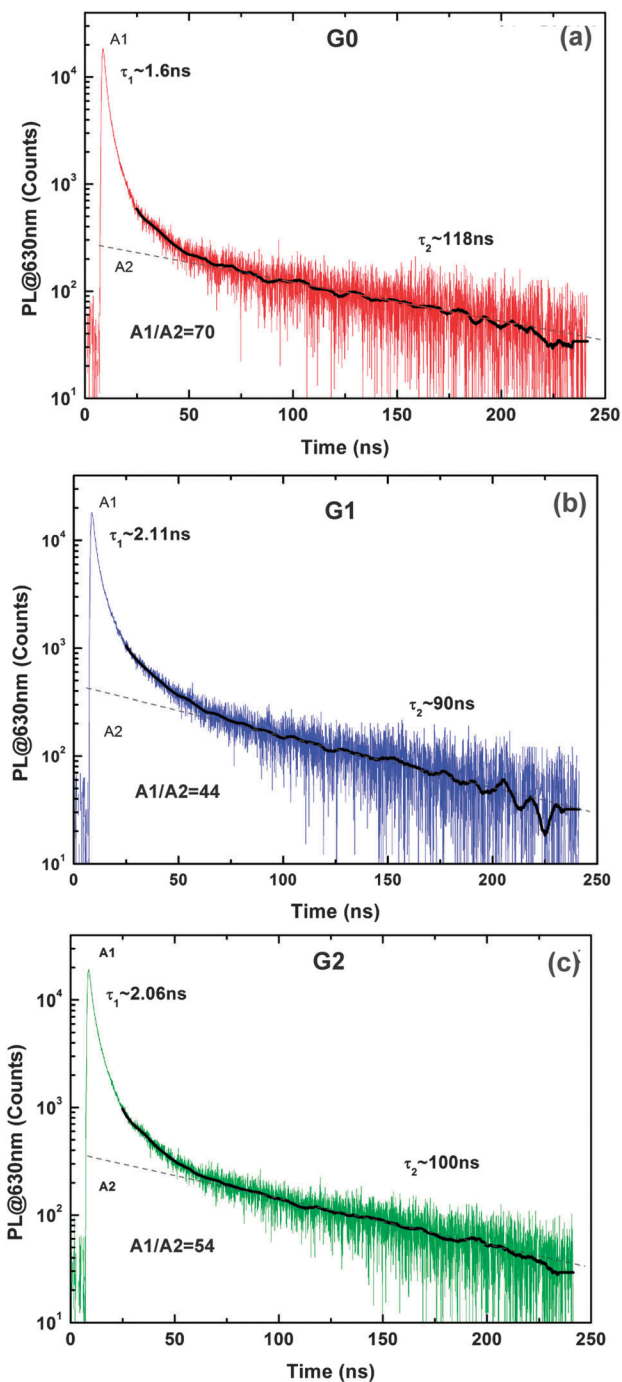 A1
G0
(a)
τ1~1.6ns
10^4
10^3
10^2
10^1
PL@630nm (Counts)
τ2~118ns
A2
A1/A2=70
0 50 100 150 200 250
Time (ns)
A1
G1
(b)
τ1~2.11ns
10^4
10^3
10^2
10^1
PL@630nm (Counts)
τ2~90ns
A2
A1/A2=44
0 50 100 150 200 250
Time (ns)
A1
G2
(c)
τ1~2.06ns
10^4
10^3
10^2
10^1
PL@630nm (Counts)
τ2~100ns
A2
A1/A2=54
0 50 100 150 200 250
Time (ns)